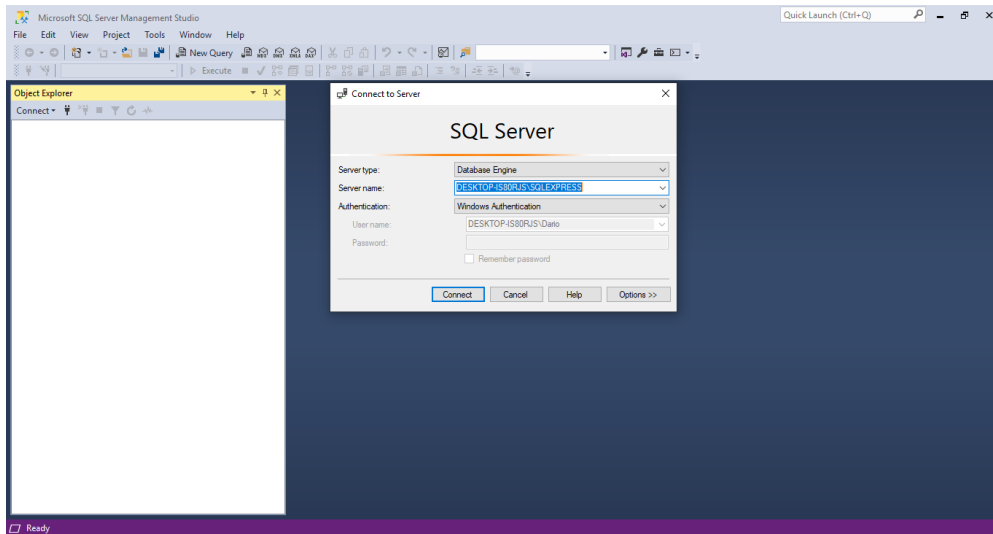 Microsoft SQL Server Management Studio
Quick Launch (Ctrl+Q)
File Edit View Project Tools Window Help
New Query
Execute
Object Explorer
Connect
Connect to Server
SQL Server
Server type: Database Engine
Server name: DESKTOP-IS80RJS\SQLEXPRESS
Authentication: Windows Authentication
User name: DESKTOP-IS80RJS\Dario
Password:
Remember password
Connect Cancel Help Options >>
Ready